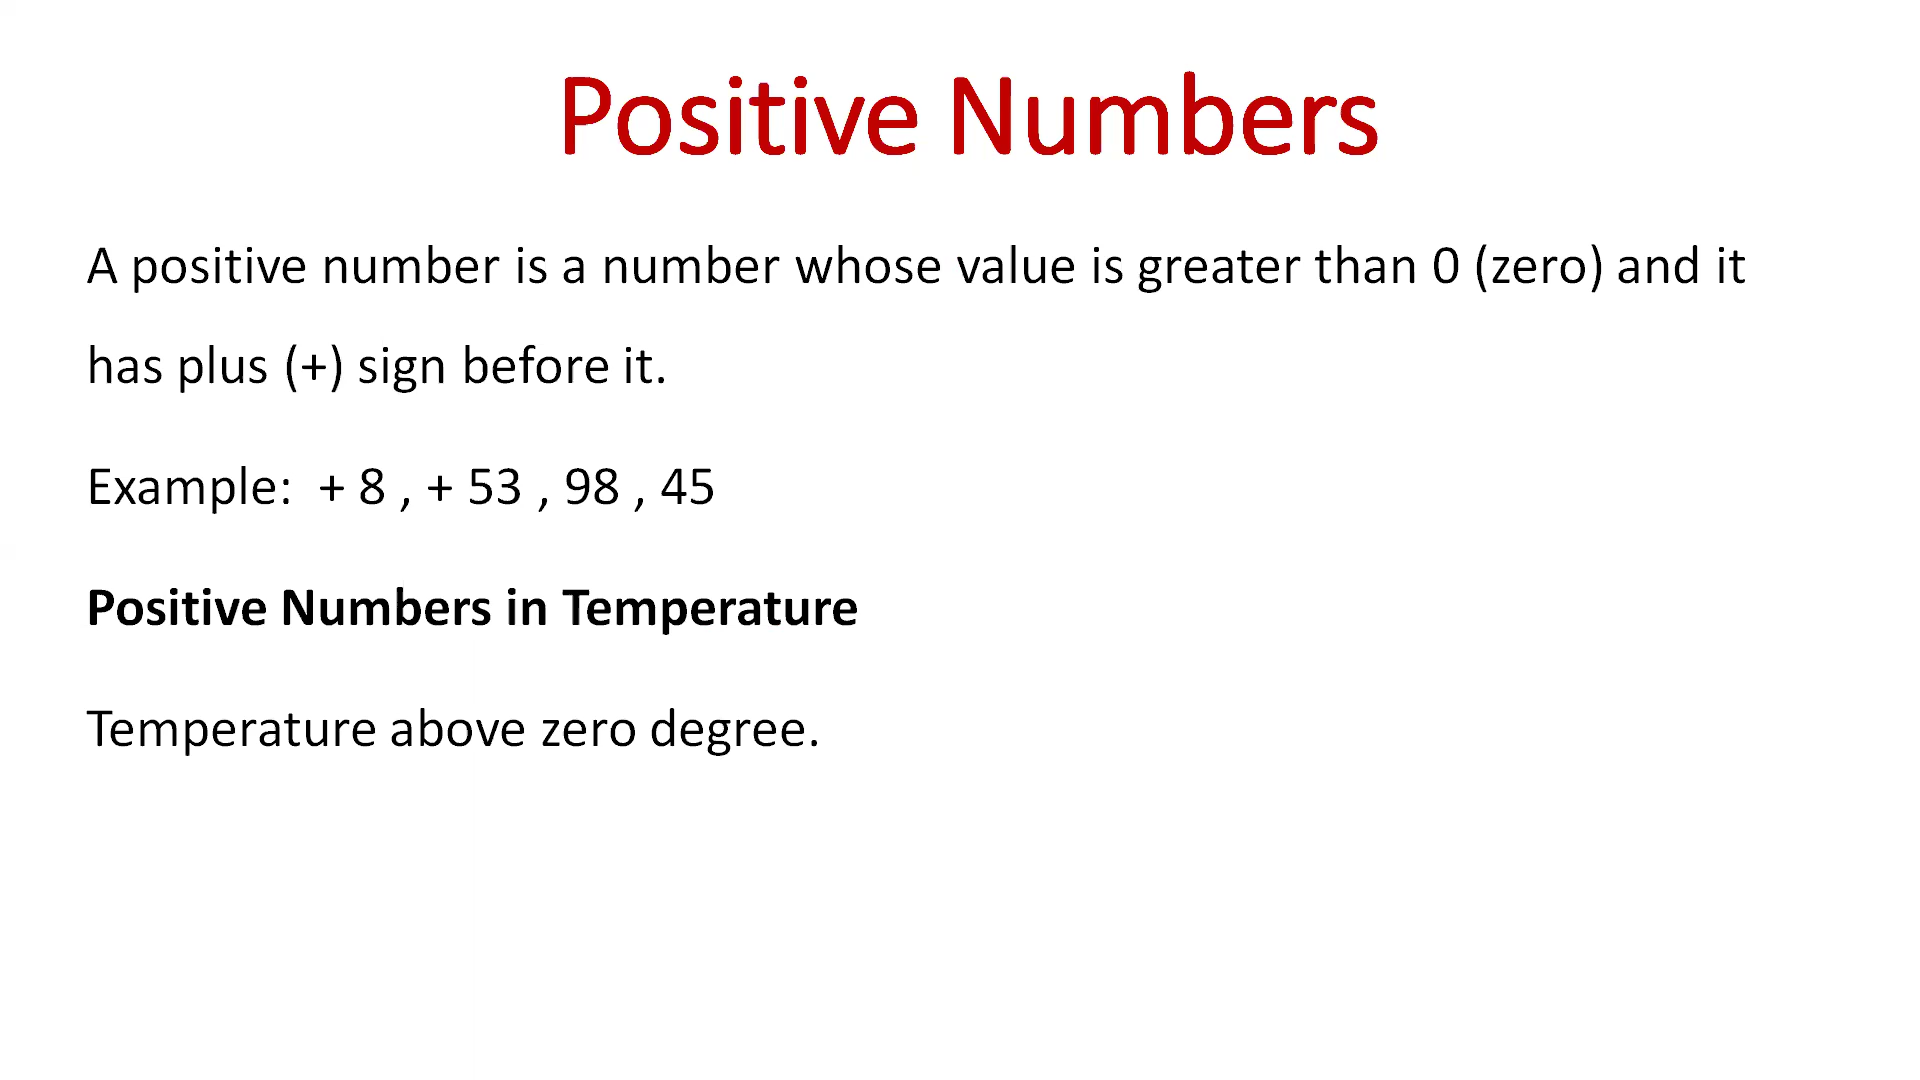 Positive Numbers
A positive number is a number whose value is greater than 0 (zero) and it
has plus (+) sign before it.
Example:  + 8 , + 53 , 98 , 45
Positive Numbers in Temperature
Temperature above zero degree.